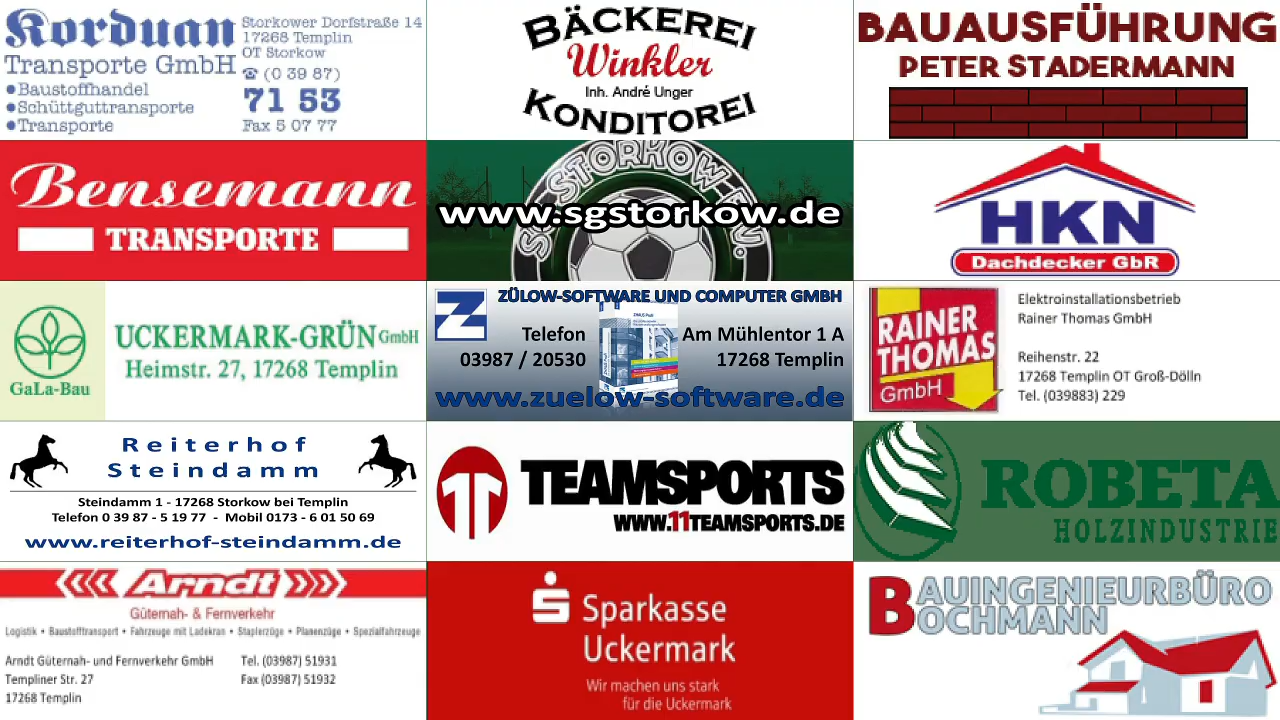 Korduan
Transporte GmbH
•Baustoffhandel
•Schüttguttransporte
•Transporte
Storkower Dorfstraße 14
17268 Templin
OT Storkow
☎ (0 39 87)
71 53
Fax 5 07 77
BÄCKEREI
Winkler
Inh. André Unger
KONDITOREI
BAUAUSFÜHRUNG
PETER STADERMANN
Bensemann
TRANSPORTE
SG STORKOW e.V.
www.sgstorkow.de
HKN
Dachdecker GbR
GaLa-Bau
UCKERMARK-GRÜN GmbH
Heimstr. 27, 17268 Templin
ZÜLOW-SOFTWARE UND COMPUTER GMBH
Telefon
03987 / 20530
Am Mühlentor 1 A
17268 Templin
www.zuelow-software.de
RAINER
THOMAS
GmbH
Elektroinstallationsbetrieb
Rainer Thomas GmbH
Reihenstr. 22
17268 Templin OT Groß-Dölln
Tel. (039883) 229
Reiterhof
Steindamm
Steindamm 1 - 17268 Storkow bei Templin
Telefon 0 39 87 - 5 19 77 - Mobil 0173 - 6 01 50 69
www.reiterhof-steindamm.de
TEAMSPORTS
WWW.11TEAMSPORTS.DE
ROBETA
HOLZINDUSTRIE
Arndt
Güternah- & Fernverkehr
Logistik • Baustofftransport • Fahrzeuge mit Ladekran • Staplerzüge • Planenzüge • Spezialfahrzeuge
Arndt Güternah- und Fernverkehr GmbH
Templiner Str. 27
17268 Templin
Tel. (03987) 51931
Fax (03987) 51932
Sparkasse
Uckermark
Wir machen uns stark
für die Uckermark
BAUINGENIEURBÜRO
BOCHMANN